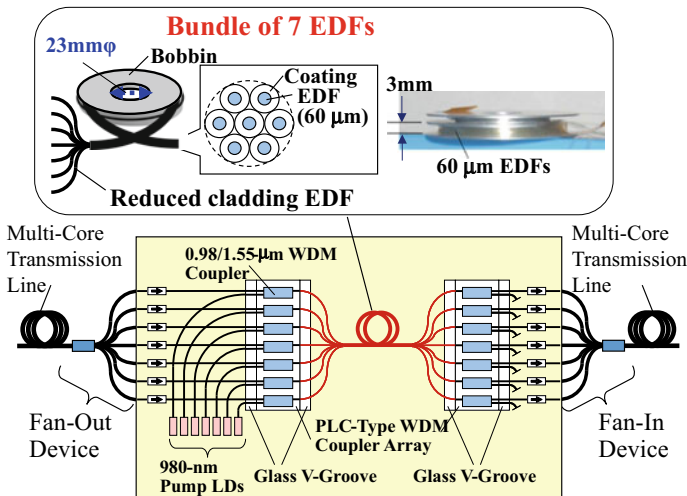 Bundle of 7 EDFs
23mmφ
Bobbin
Coating
EDF
(60 μm)
3mm
60 μm EDFs
Reduced cladding EDF
Multi-Core
Transmission
Line
0.98/1.55-μm WDM
Coupler
Multi-Core
Transmission
Line
Fan-Out
Device
980-nm
Pump LDs
Glass V-Groove
PLC-Type WDM
Coupler Array
Glass V-Groove
Fan-In
Device